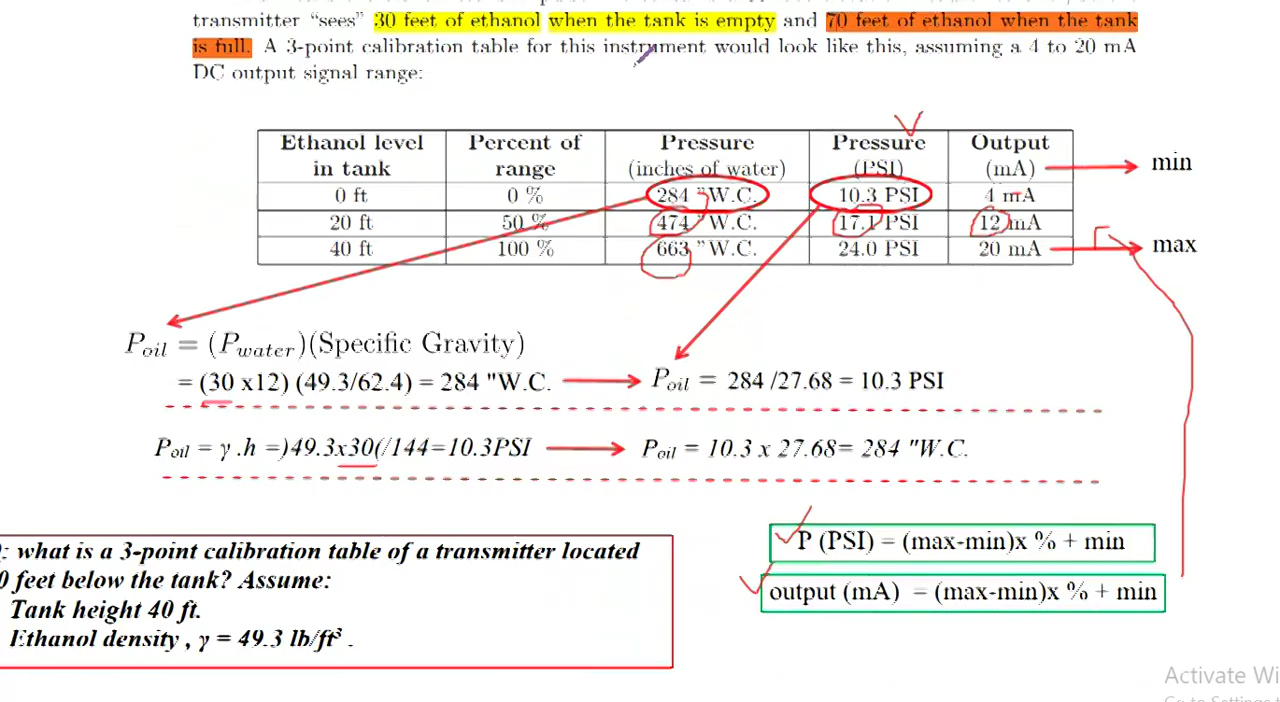 transmitter “sees” 30 feet of ethanol when the tank is empty and 70 feet of ethanol when the tank
is full. A 3-point calibration table for this instrument would look like this, assuming a 4 to 20 mA
DC output signal range:
Ethanol level in tank Percent of range Pressure (inches of water) Pressure (PSI) Output (mA)
min
0 ft 0 % 284 ”W.C. 10.3 PSI 4 mA
20 ft 50 % 474 ”W.C. 17.1 PSI 12 mA
40 ft 100 % 663 ”W.C. 24.0 PSI 20 mA
max
P_oil = (P_water)(Specific Gravity)
= (30 x12) (49.3/62.4) = 284 "W.C. P_oil = 284 /27.68 = 10.3 PSI
P_oil = γ .h =)49.3x30(/144=10.3PSI P_oil = 10.3 x 27.68= 284 "W.C.
: what is a 3-point calibration table of a transmitter located
0 feet below the tank? Assume:
Tank height 40 ft.
Ethanol density , γ = 49.3 lb/ft³ .
P (PSI) = (max-min)x % + min
output (mA) = (max-min)x % + min
Activate Wi